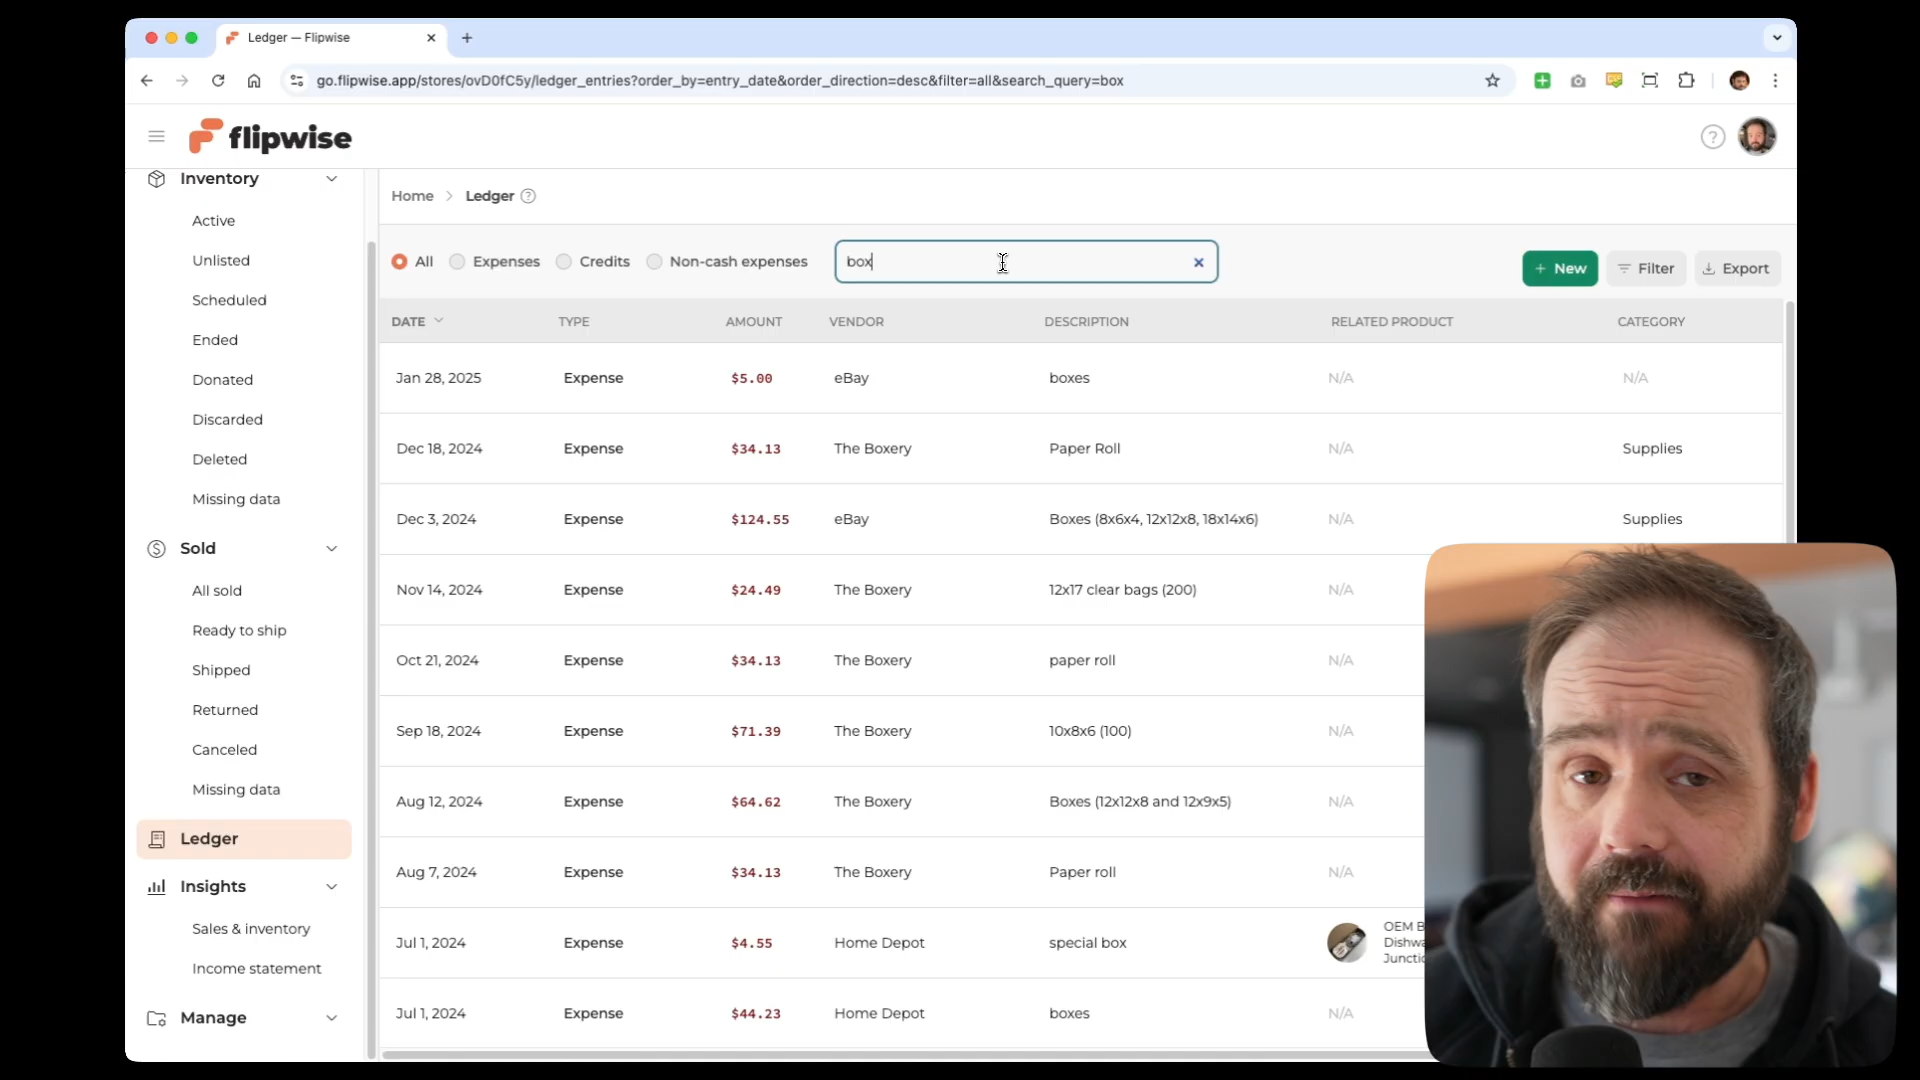 Ledger — Flipwise
go.flipwise.app/stores/ovD0fC5y/ledger_entries?order_by=entry_date&order_direction=desc&filter=all&search_query=box
flipwise
Inventory
Active
Unlisted
Scheduled
Ended
Donated
Discarded
Deleted
Missing data
Sold
All sold
Ready to ship
Shipped
Returned
Canceled
Missing data
Ledger
Insights
Sales & inventory
Income statement
Manage
Home > Ledger
All Expenses Credits Non-cash expenses box + New Filter Export
DATE TYPE AMOUNT VENDOR DESCRIPTION RELATED PRODUCT CATEGORY
Jan 28, 2025 Expense $5.00 eBay boxes N/A N/A
Dec 18, 2024 Expense $34.13 The Boxery Paper Roll N/A Supplies
Dec 3, 2024 Expense $124.55 eBay Boxes (8x6x4, 12x12x8, 18x14x6) N/A Supplies
Nov 14, 2024 Expense $24.49 The Boxery 12x17 clear bags (200) N/A
Oct 21, 2024 Expense $34.13 The Boxery paper roll N/A
Sep 18, 2024 Expense $71.39 The Boxery 10x8x6 (100) N/A
Aug 12, 2024 Expense $64.62 The Boxery Boxes (12x12x8 and 12x9x5) N/A
Aug 7, 2024 Expense $34.13 The Boxery Paper roll N/A
Jul 1, 2024 Expense $4.55 Home Depot special box OEM B
Dishwa
Junctio
Jul 1, 2024 Expense $44.23 Home Depot boxes N/A